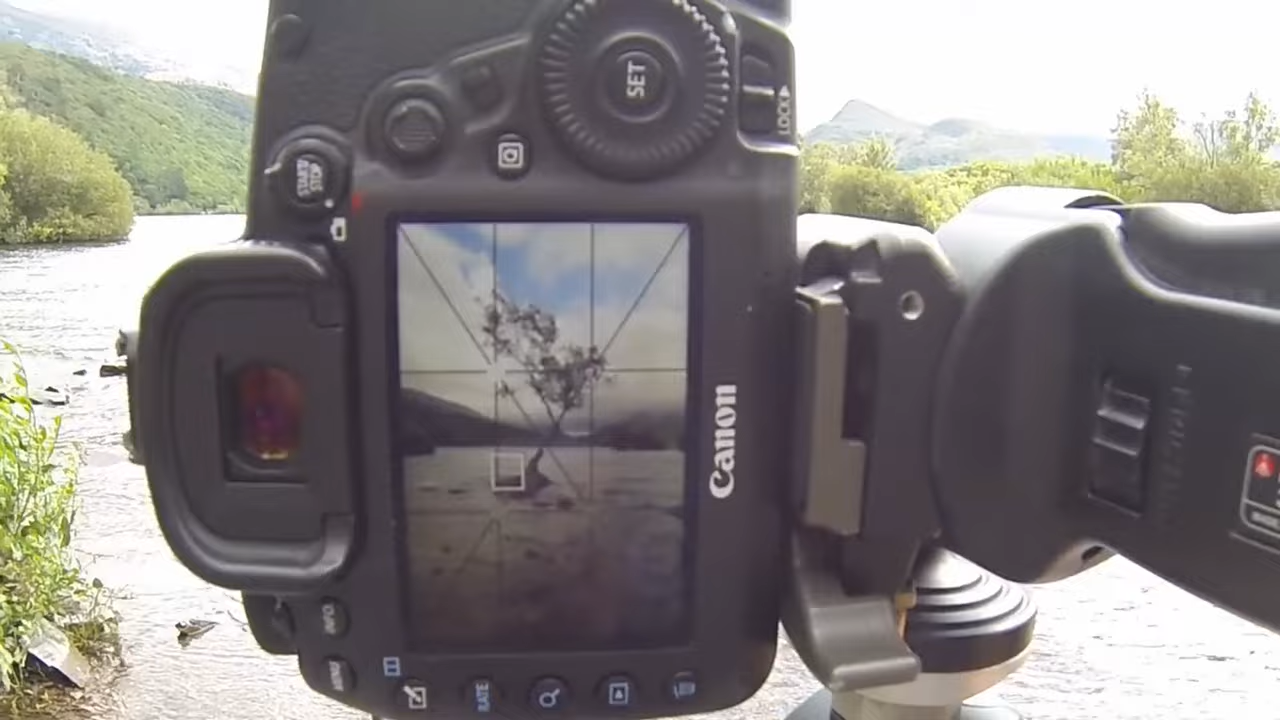 SET
LOCK
START/
STOP
Q
Canon
INFO.
MENU
RATE